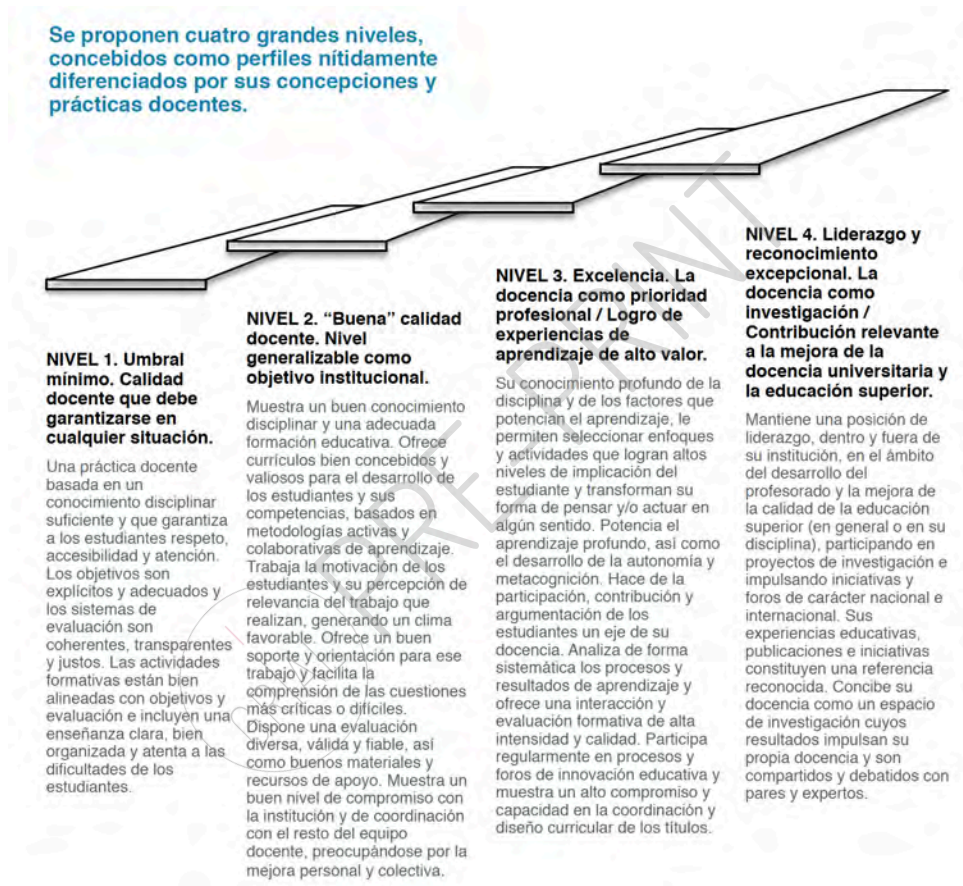 Se proponen cuatro grandes niveles,
concebidos como perfiles nítidamente
diferenciados por sus concepciones y
prácticas docentes.
NIVEL 1. Umbral
mínimo. Calidad
docente que debe
garantizarse en
cualquier situación.
Una práctica docente
basada en un
conocimiento disciplinar
suficiente y que garantiza
a los estudiantes respeto,
accesibilidad y atención.
Los objetivos son
explícitos y adecuados y
los sistemas de
evaluación son
coherentes, transparentes
y justos. Las actividades
formativas están bien
alineadas con objetivos y
evaluación e incluyen una
enseñanza clara, bien
organizada y atenta a las
dificultades de los
estudiantes.
NIVEL 2. “Buena” calidad
docente. Nivel
generalizable como
objetivo institucional.
Muestra un buen conocimiento
disciplinar y una adecuada
formación educativa. Ofrece
currículos bien concebidos y
valiosos para el desarrollo de
los estudiantes y sus
competencias, basados en
metodologías activas y
colaborativas de aprendizaje.
Trabaja la motivación de los
estudiantes y su percepción de
relevancia del trabajo que
realizan, generando un clima
favorable. Ofrece un buen
soporte y orientación para ese
trabajo y facilita la
comprensión de las cuestiones
más críticas o difíciles.
Dispone una evaluación
diversa, válida y fiable, así
como buenos materiales y
recursos de apoyo. Muestra un
buen nivel de compromiso con
la institución y de coordinación
con el resto del equipo
docente, preocupándose por la
mejora personal y colectiva.
NIVEL 3. Excelencia. La
docencia como prioridad
profesional / Logro de
experiencias de
aprendizaje de alto valor.
Su conocimiento profundo de la
disciplina y de los factores que
potencian el aprendizaje, le
permiten seleccionar enfoques
y actividades que logran altos
niveles de implicación del
estudiante y transforman su
forma de pensar y/o actuar en
algún sentido. Potencia el
aprendizaje profundo, así como
el desarrollo de la autonomía y
metacognición. Hace de la
participación, contribución y
argumentación de los
estudiantes un eje de su
docencia. Analiza de forma
sistemática los procesos y
resultados de aprendizaje y
ofrece una interacción y
evaluación formativa de alta
intensidad y calidad. Participa
regularmente en procesos y
foros de innovación educativa y
muestra un alto compromiso y
capacidad en la coordinación y
diseño curricular de los títulos.
NIVEL 4. Liderazgo y
reconocimiento
excepcional. La
docencia como
Investigación /
Contribución relevante
a la mejora de la
docencia universitaria y
la educación superior.
Mantiene una posición de
liderazgo, dentro y fuera de
su institución, en el ámbito
del desarrollo del
profesorado y la mejora de
la calidad de la educación
superior (en general o en su
disciplina), participando en
proyectos de investigación e
impulsando iniciativas y
foros de carácter nacional e
internacional. Sus
experiencias educativas,
publicaciones e iniciativas
constituyen una referencia
reconocida. Concibe su
docencia como un espacio
de investigación cuyos
resultados impulsan su
propia docencia y son
compartidos y debatidos con
pares y expertos.
PRE-PRINT